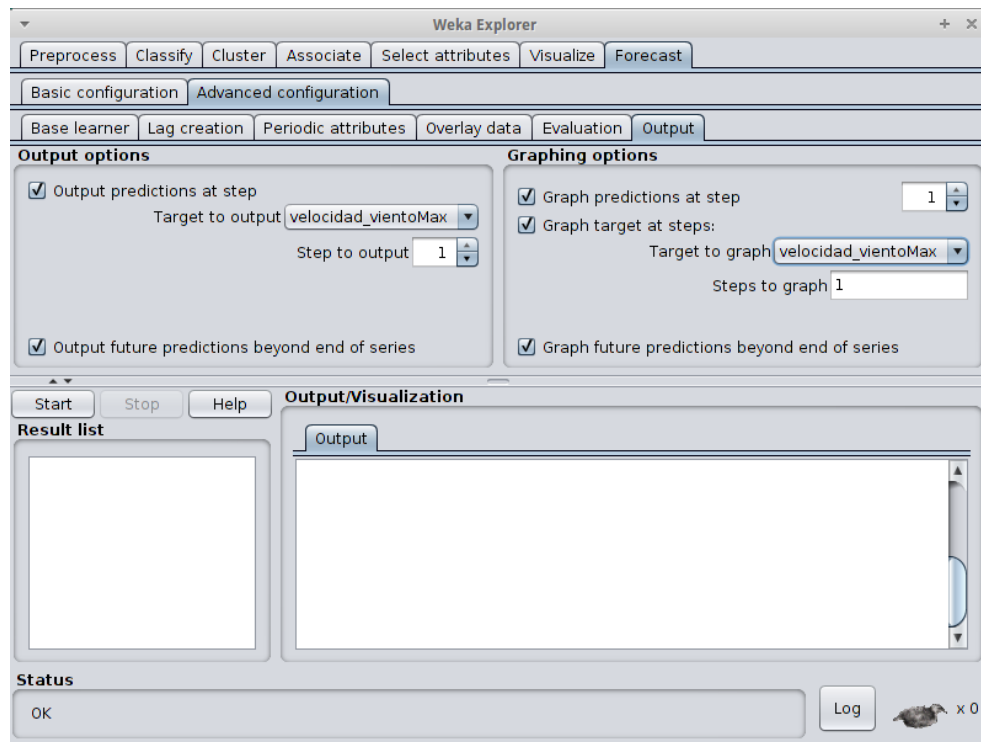 Weka Explorer
Preprocess Classify Cluster Associate Select attributes Visualize Forecast
Basic configuration Advanced configuration
Base learner Lag creation Periodic attributes Overlay data Evaluation Output
Output options
Output predictions at step
Target to output velocidad_vientoMax
Step to output 1
Output future predictions beyond end of series
Graphing options
Graph predictions at step 1
Graph target at steps:
Target to graph velocidad_vientoMax
Steps to graph 1
Graph future predictions beyond end of series
Start Stop Help
Result list
Output/Visualization
Output
Status
OK
Log
x 0